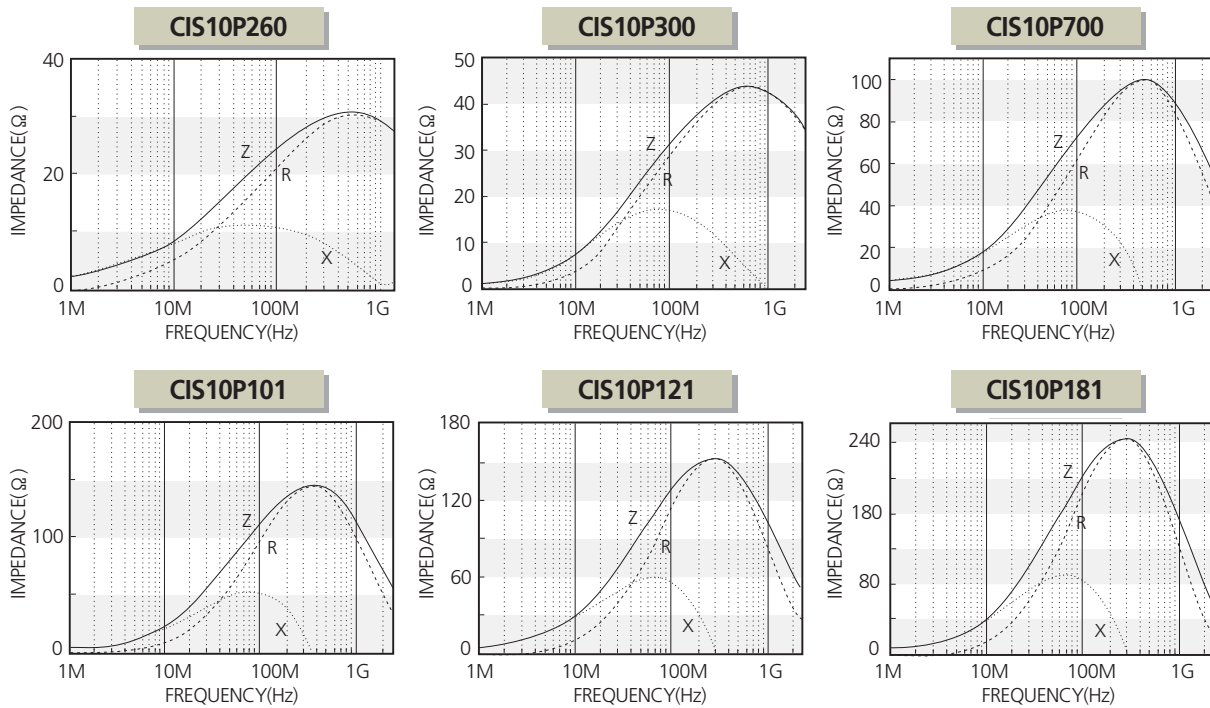 CIS10P260
IMPEDANCE(Ω)
40
20
0
Z
R
X
1M 10M 100M 1G
FREQUENCY(Hz)
CIS10P300
IMPEDANCE(Ω)
50
40
30
20
10
0
Z
R
X
1M 10M 100M 1G
FREQUENCY(Hz)
CIS10P700
IMPEDANCE(Ω)
100
80
60
40
20
0
Z
R
X
1M 10M 100M 1G
FREQUENCY(Hz)
CIS10P101
IMPEDANCE(Ω)
200
100
0
Z
R
X
1M 10M 100M 1G
FREQUENCY(Hz)
CIS10P121
IMPEDANCE(Ω)
180
120
60
0
Z
R
X
1M 10M 100M 1G
FREQUENCY(Hz)
CIS10P181
IMPEDANCE(Ω)
240
180
80
0
Z
R
X
1M 10M 100M 1G
FREQUENCY(Hz)